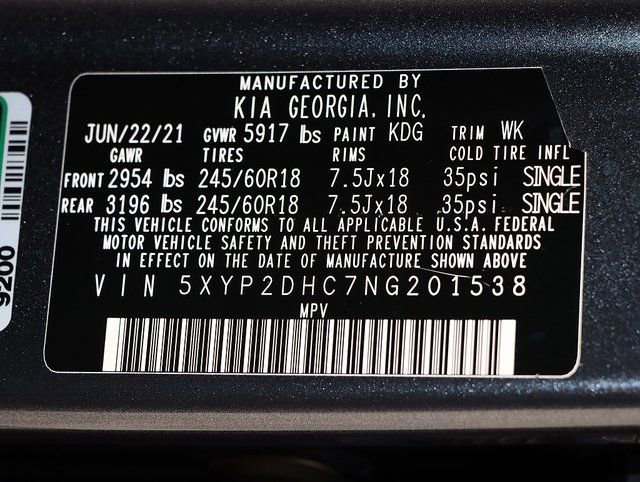 MANUFACTURED BY
KIA GEORGIA, INC.
JUN/22/21 GVWR 5917 lbs PAINT KDG TRIM WK
GAWR TIRES RIMS COLD TIRE INFL
FRONT 2954 lbs 245/60R18 7.5Jx18 35psi SINGLE
REAR 3196 lbs 245/60R18 7.5Jx18 35psi SINGLE
THIS VEHICLE CONFORMS TO ALL APPLICABLE U.S.A. FEDERAL
MOTOR VEHICLE SAFETY AND THEFT PREVENTION STANDARDS
IN EFFECT ON THE DATE OF MANUFACTURE SHOWN ABOVE
VIN 5XYP2DHC7NG201538
MPV
9200